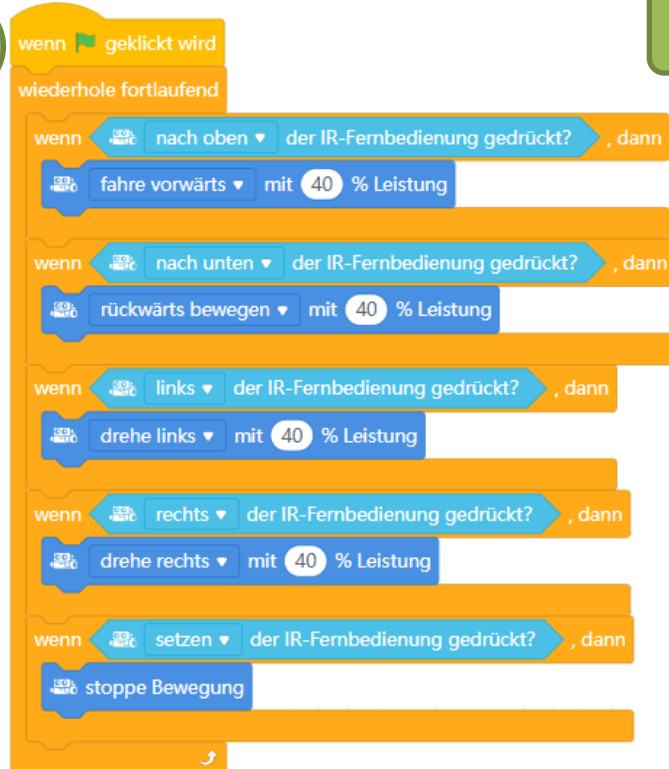 wenn geklickt wird
wiederhole fortlaufend
wenn nach oben der IR-Fernbedienung gedrückt? , dann
fahre vorwärts mit 40 % Leistung
wenn nach unten der IR-Fernbedienung gedrückt? , dann
rückwärts bewegen mit 40 % Leistung
wenn links der IR-Fernbedienung gedrückt? , dann
drehe links mit 40 % Leistung
wenn rechts der IR-Fernbedienung gedrückt? , dann
drehe rechts mit 40 % Leistung
wenn setzen der IR-Fernbedienung gedrückt? , dann
stoppe Bewegung